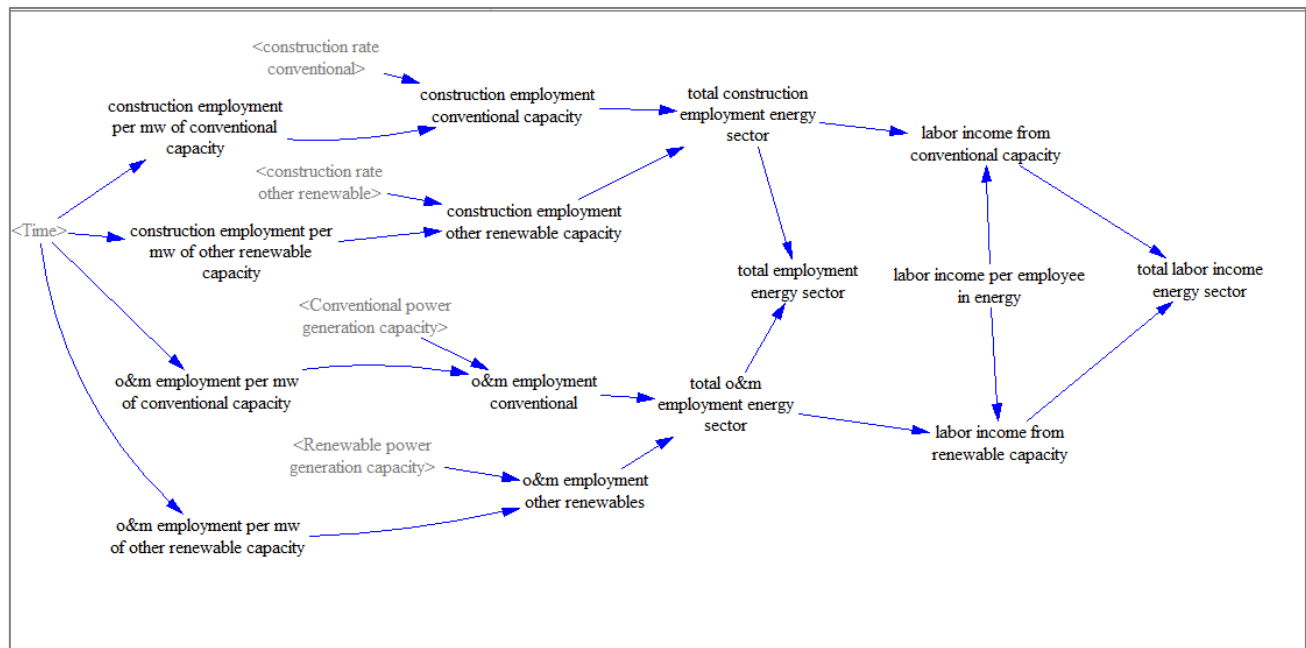 <construction rate
conventional>
construction employment
per mw of conventional
capacity
construction employment
conventional capacity
total construction
employment energy
sector
labor income from
conventional capacity
<construction rate
other renewable>
<Time>
construction employment per
mw of other renewable
capacity
construction employment
other renewable capacity
total employment
energy sector
labor income per employee
in energy
total labor income
energy sector
<Conventional power
generation capacity>
o&m employment per mw
of conventional capacity
o&m employment
conventional
total o&m
employment energy
sector
labor income from
renewable capacity
<Renewable power
generation capacity>
o&m employment
other renewables
o&m employment per mw
of other renewable capacity